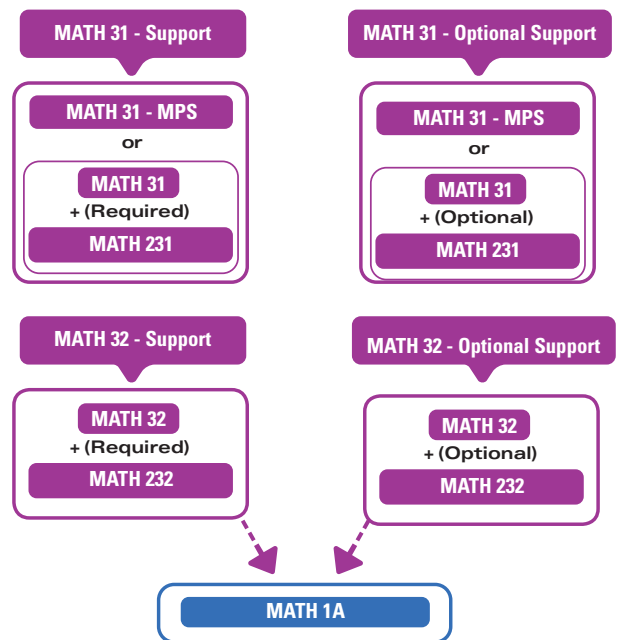 MATH 31 - Support
MATH 31 - MPS
or
MATH 31
+ (Required)
MATH 231
MATH 31 - Optional Support
MATH 31 - MPS
or
MATH 31
+ (Optional)
MATH 231
MATH 32 - Support
MATH 32
+ (Required)
MATH 232
MATH 32 - Optional Support
MATH 32
+ (Optional)
MATH 232
MATH 1A